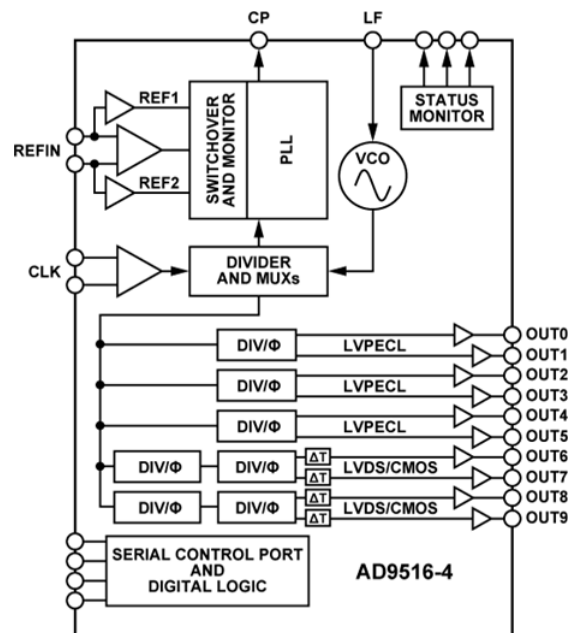 CP
LF
STATUS
MONITOR
REF1
REFIN
REF2
SWITCHOVER
AND MONITOR
PLL
VCO
CLK
DIVIDER
AND MUXs
DIV/Φ
LVPECL
OUT0
OUT1
DIV/Φ
LVPECL
OUT2
OUT3
DIV/Φ
LVPECL
OUT4
OUT5
DIV/Φ
DIV/Φ
ΔT
ΔT
LVDS/CMOS
OUT6
OUT7
DIV/Φ
DIV/Φ
ΔT
ΔT
LVDS/CMOS
OUT8
OUT9
SERIAL CONTROL PORT
AND
DIGITAL LOGIC
AD9516-4